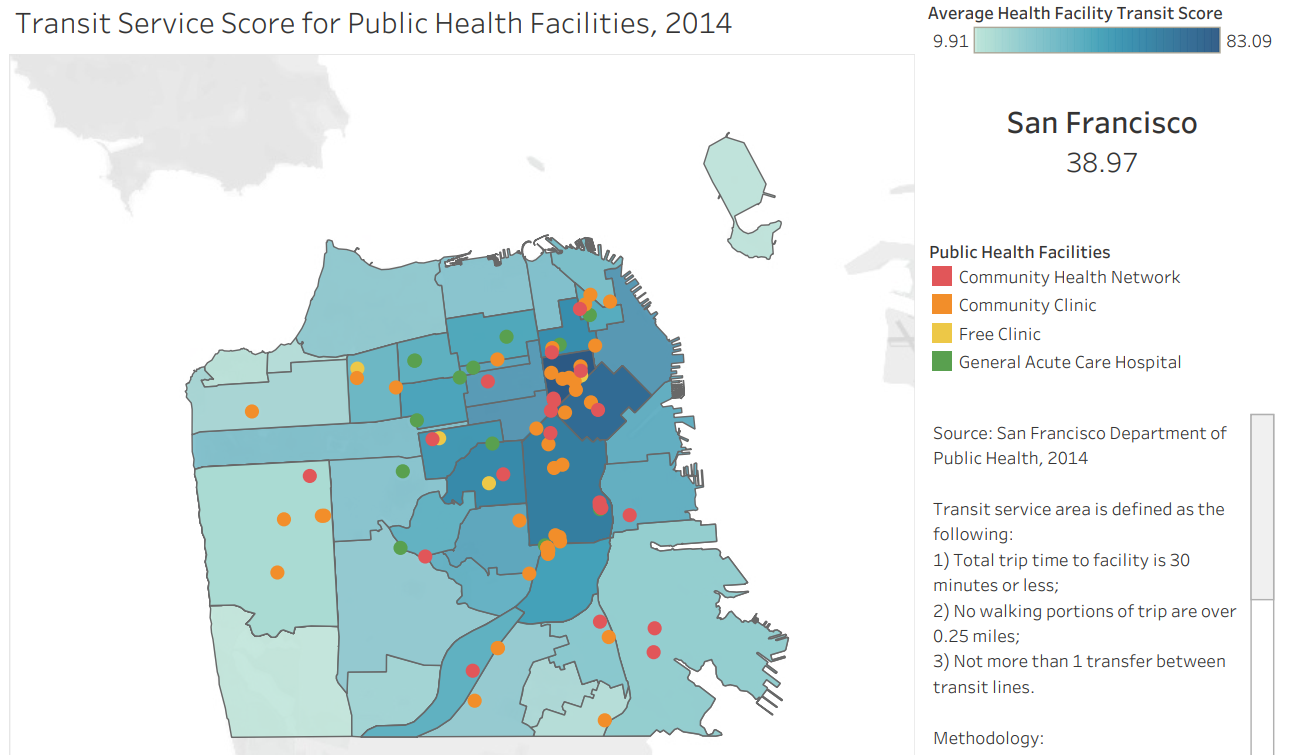 Transit Service Score for Public Health Facilities, 2014
Average Health Facility Transit Score
9.91 83.09
San Francisco
38.97
Public Health Facilities
Community Health Network
Community Clinic
Free Clinic
General Acute Care Hospital
Source: San Francisco Department of
Public Health, 2014
Transit service area is defined as the
following:
1) Total trip time to facility is 30
minutes or less;
2) No walking portions of trip are over
0.25 miles;
3) Not more than 1 transfer between
transit lines.
Methodology: